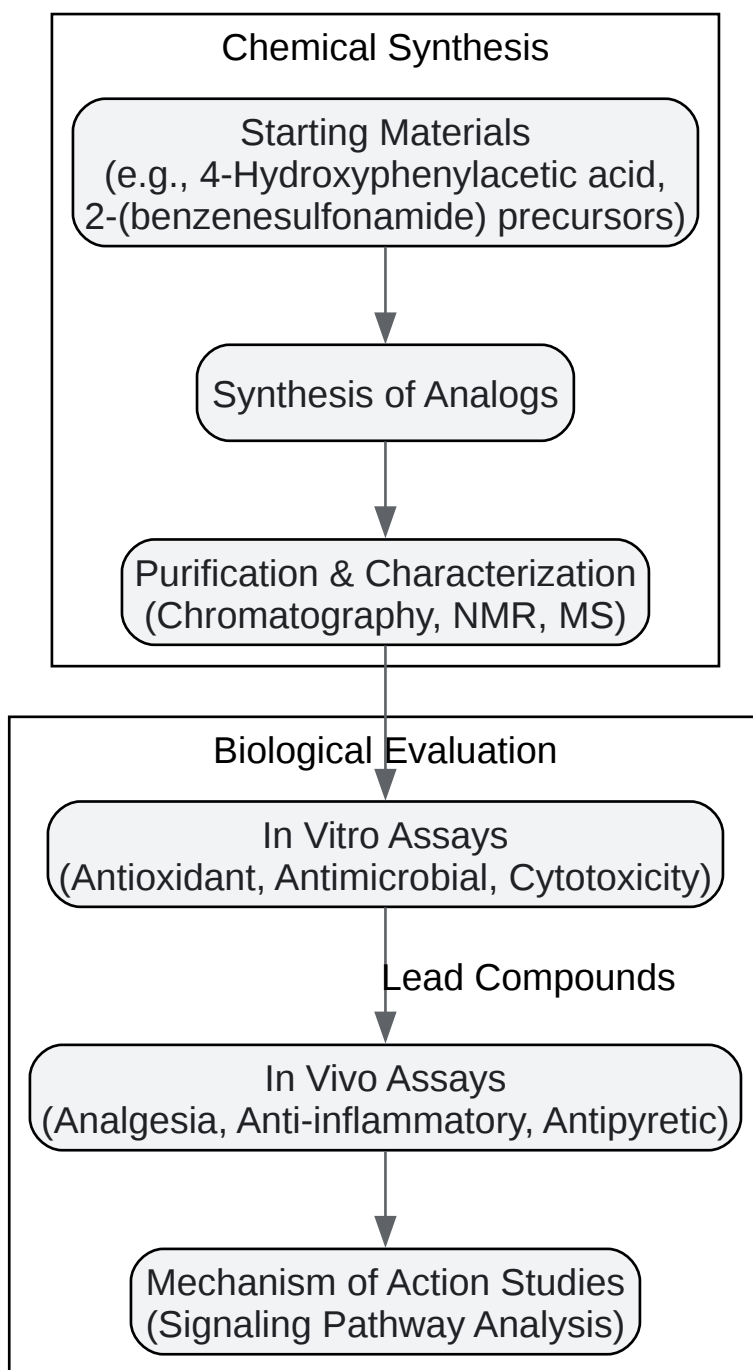 Chemical Synthesis
Starting Materials
(e.g., 4-Hydroxyphenylacetic acid,
2-(benzenesulfonamide) precursors)
Synthesis of Analogs
Purification & Characterization
(Chromatography, NMR, MS)
Biological Evaluation
In Vitro Assays
(Antioxidant, Antimicrobial, Cytotoxicity)
Lead Compounds
In Vivo Assays
(Analgesia, Anti-inflammatory, Antipyretic)
Mechanism of Action Studies
(Signaling Pathway Analysis)